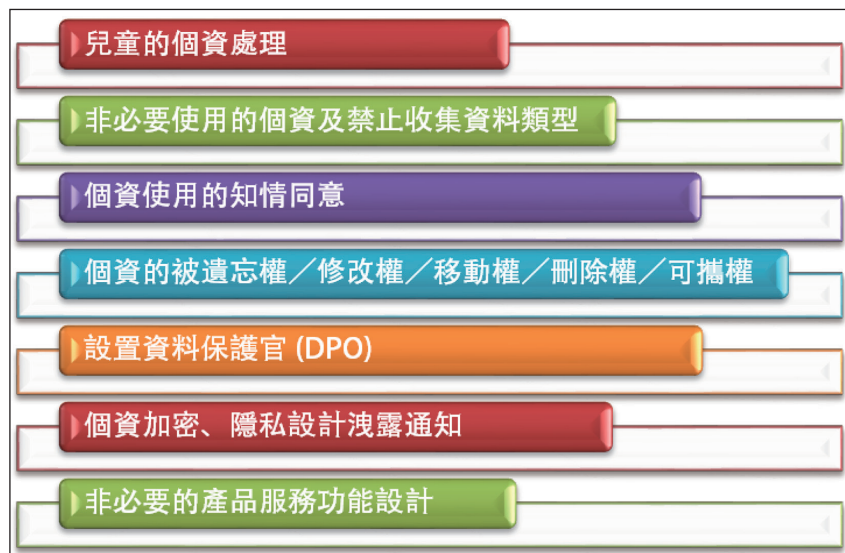 兒童的個資處理
非必要使用的個資及禁止收集資料類型
個資使用的知情同意
個資的被遺忘權／修改權／移動權／刪除權／可攜權
設置資料保護官 (DPO)
個資加密、隱私設計洩露通知
非必要的產品服務功能設計